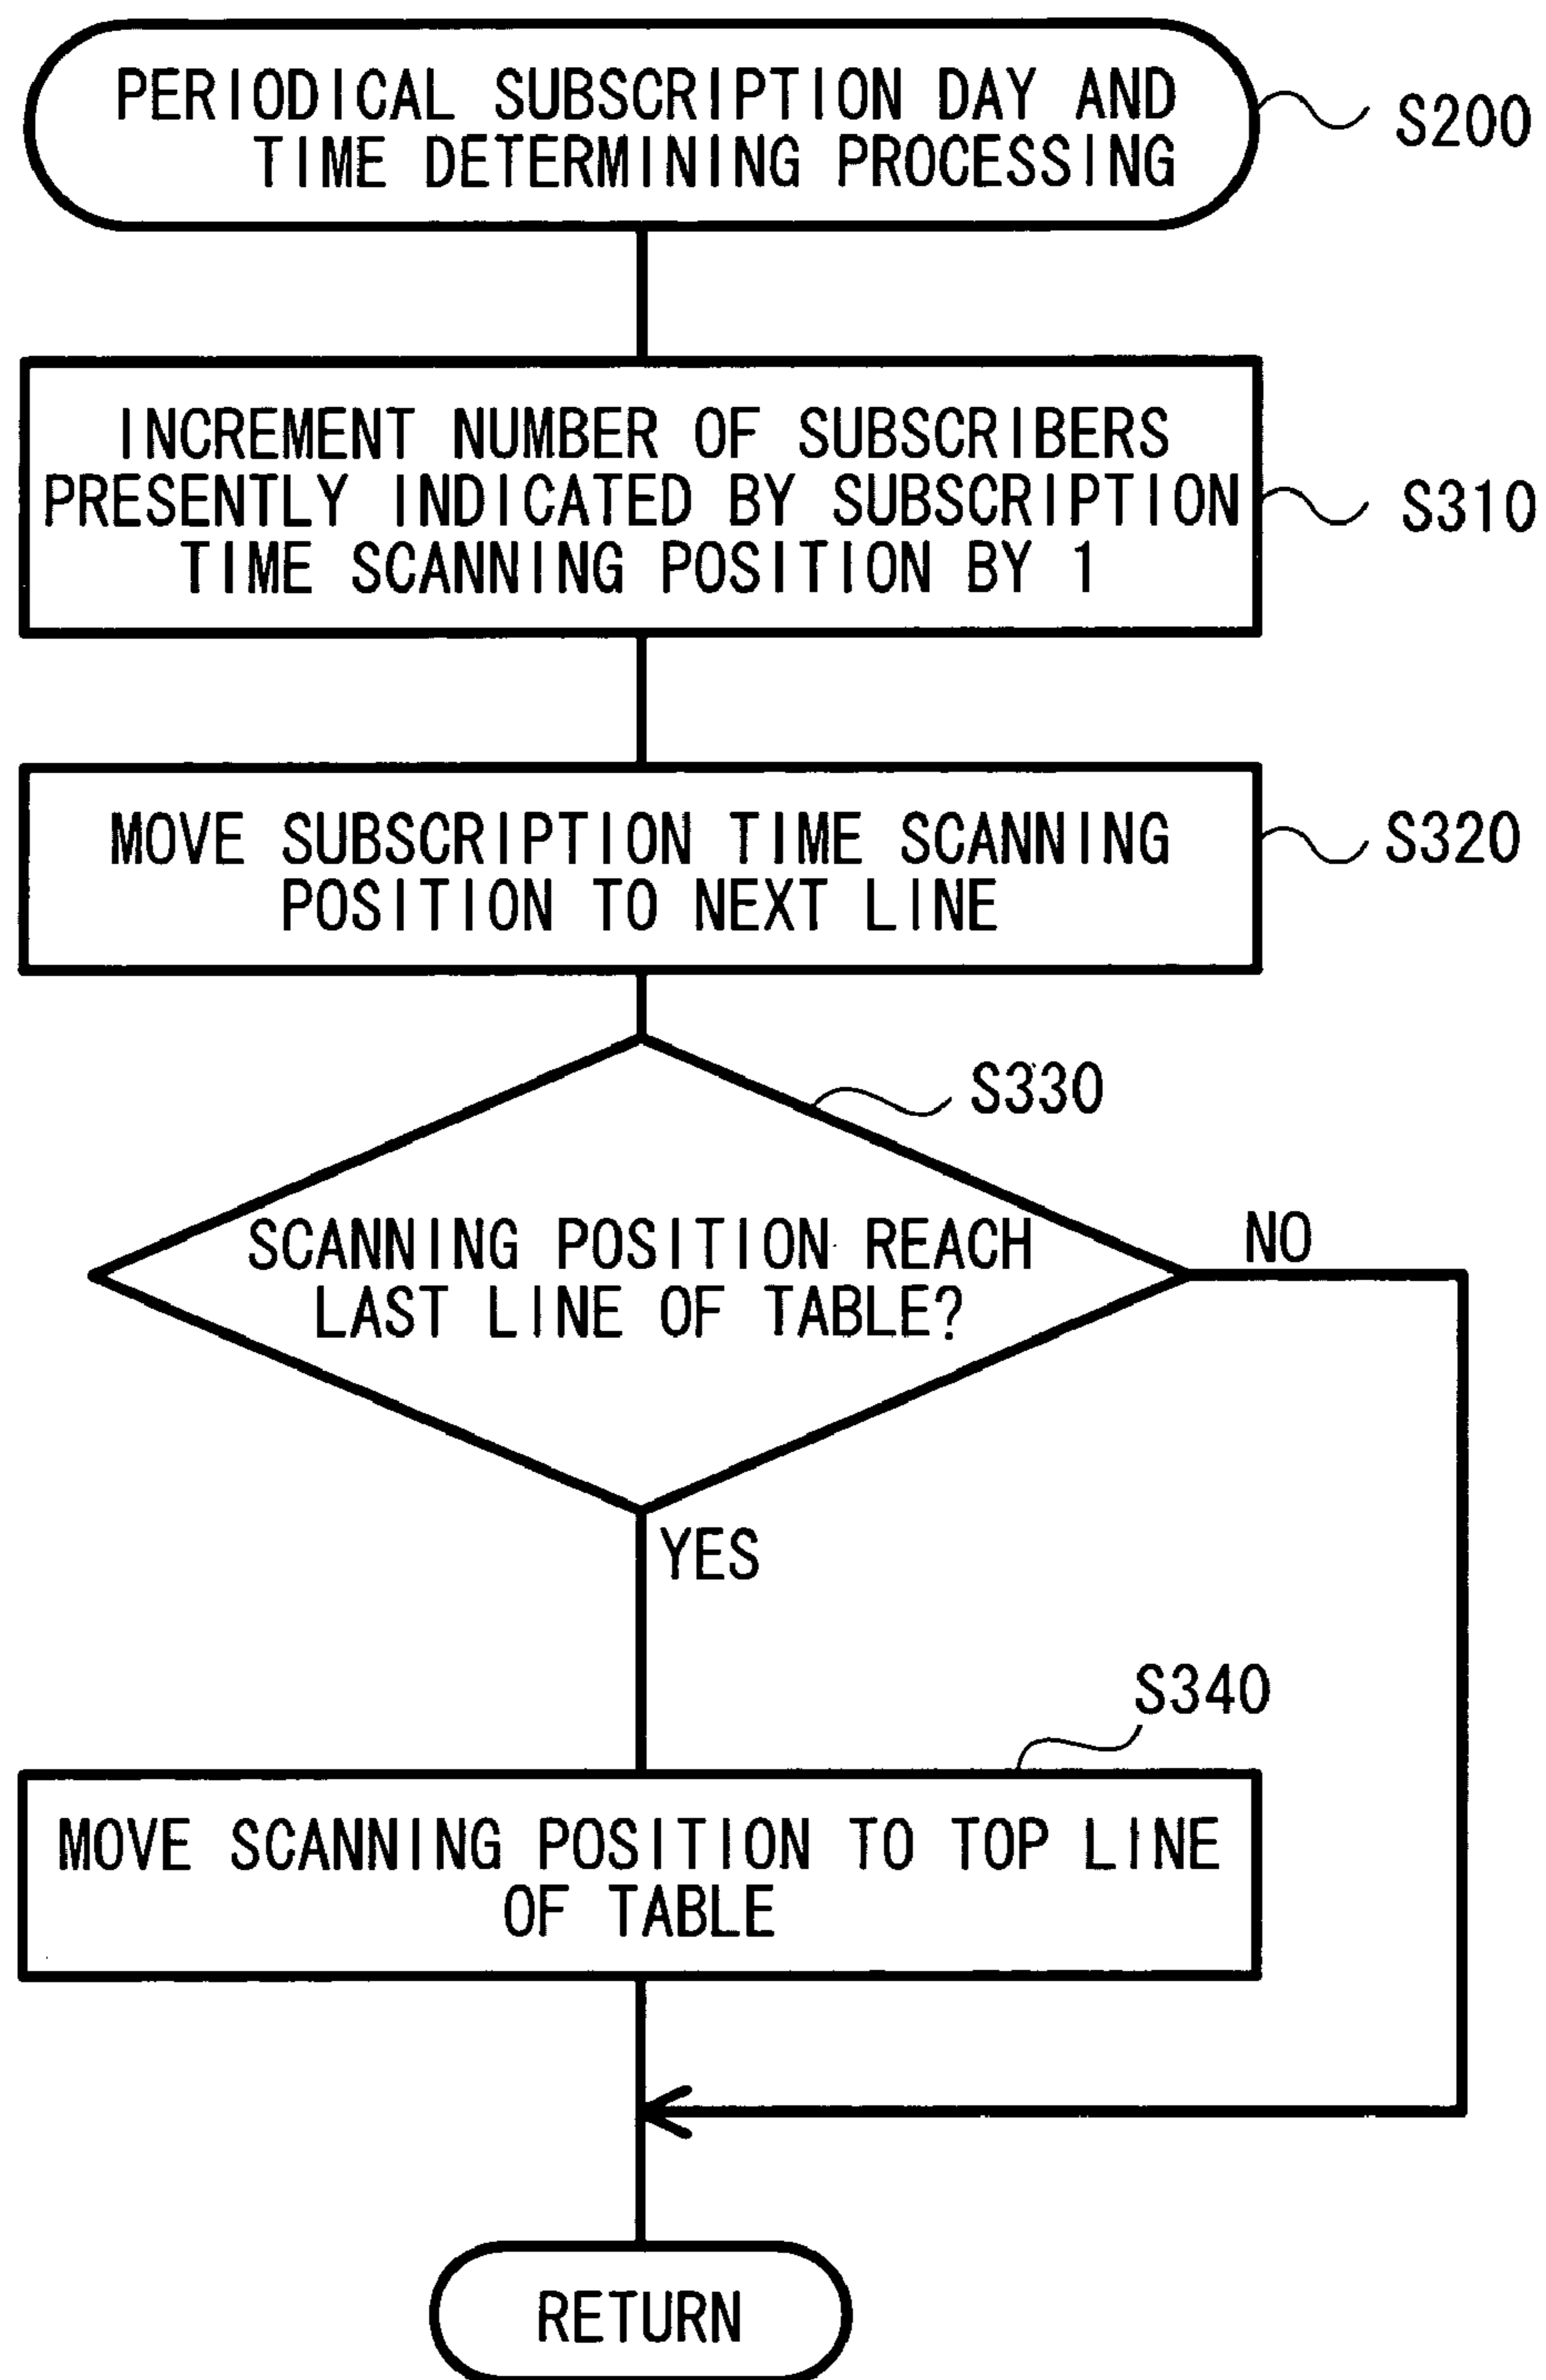 PERIODICAL SUBSCRIPTION DAY AND
TIME DETERMINING PROCESSING
S200
INCREMENT NUMBER OF SUBSCRIBERS
PRESENTLY INDICATED BY SUBSCRIPTION
TIME SCANNING POSITION BY 1
S310
MOVE SUBSCRIPTION TIME SCANNING
POSITION TO NEXT LINE
S320
S330
SCANNING POSITION REACH
LAST LINE OF TABLE?
NO
YES
S340
MOVE SCANNING POSITION TO TOP LINE
OF TABLE
RETURN